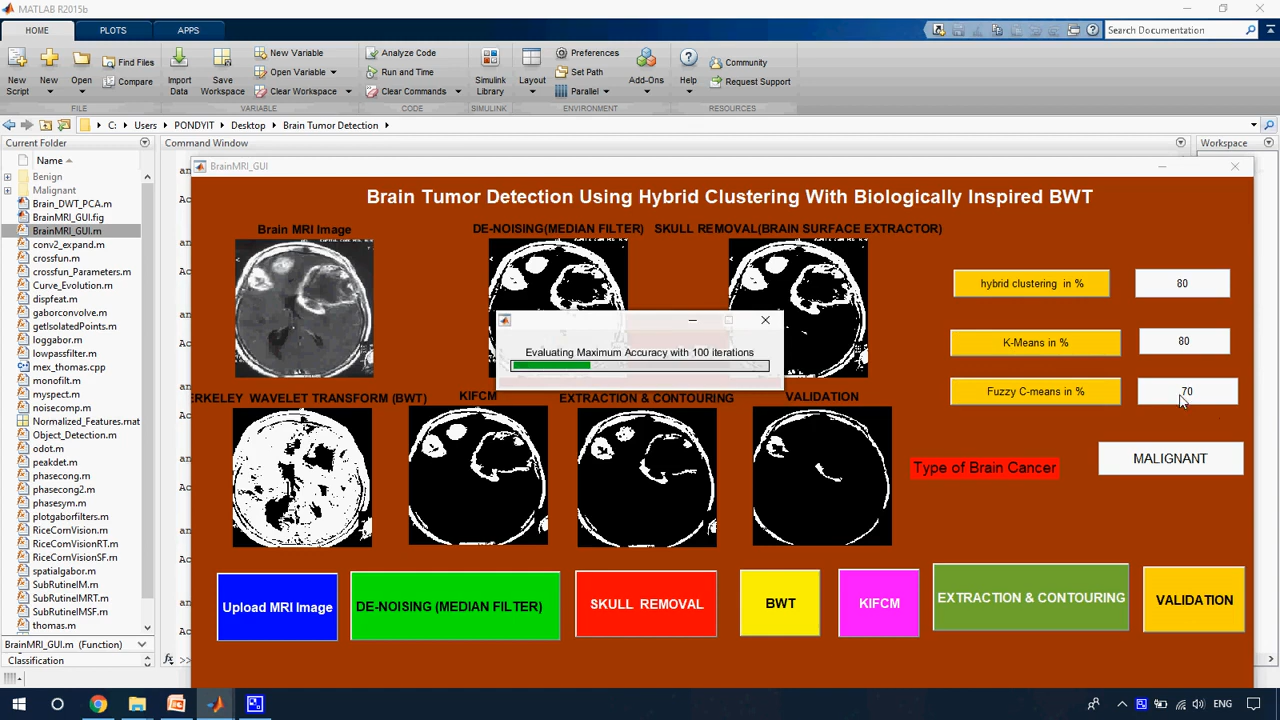 MATLAB R2015b
HOME PLOTS APPS
Search Documentation
New Script
New
Open
Find Files
Compare
Import Data
Save Workspace
New Variable
Open Variable
Clear Workspace
Analyze Code
Run and Time
Clear Commands
Simulink Library
Layout
Preferences
Set Path
Parallel
Add-Ons
Help
Community
Request Support
FILE VARIABLE CODE SIMULINK ENVIRONMENT RESOURCES
C: Users PONDYIT Desktop Brain Tumor Detection
Current Folder
Command Window
Workspace
Name
Benign
Malignant
Brain_DWT_PCA.m
BrainMRI_GUI.fig
BrainMRI_GUI.m
conv2_expand.m
crossfun.m
crossfun_Parameters.m
Curve_Evolution.m
dispfeat.m
gaborconvolve.m
getIsolatedPoints.m
loggabor.m
lowpassfilter.m
mex_thomas.cpp
monofilt.m
myspect.m
noisecomp.m
Normalized_Features.mat
Object_Detection.m
odot.m
peakdet.m
phasecong.m
phasecong2.m
phasesym.m
plotgaborfilters.m
RiceComVision.m
RiceComVisionRT.m
RiceComVisionSF.m
spatialgabor.m
SubRutineIM.m
SubRutineMRT.m
SubRutineMSF.m
thomas.m
BrainMRI_GUI.m (Function)
Classification
BrainMRI_GUI
Brain Tumor Detection Using Hybrid Clustering With Biologically Inspired BWT
Brain MRI Image
DE-NOISING(MEDIAN FILTER)
SKULL REMOVAL(BRAIN SURFACE EXTRACTOR)
hybrid clustering in % 80
Evaluating Maximum Accuracy with 100 iterations
K-Means in % 80
Fuzzy C-means in % 70
ERKELEY WAVELET TRANSFORM (BWT)
KIFCM
EXTRACTION & CONTOURING
VALIDATION
Type of Brain Cancer
MALIGNANT
Upload MRI Image
DE-NOISING (MEDIAN FILTER)
SKULL REMOVAL
BWT
KIFCM
EXTRACTION & CONTOURING
VALIDATION
fx >>
ENG